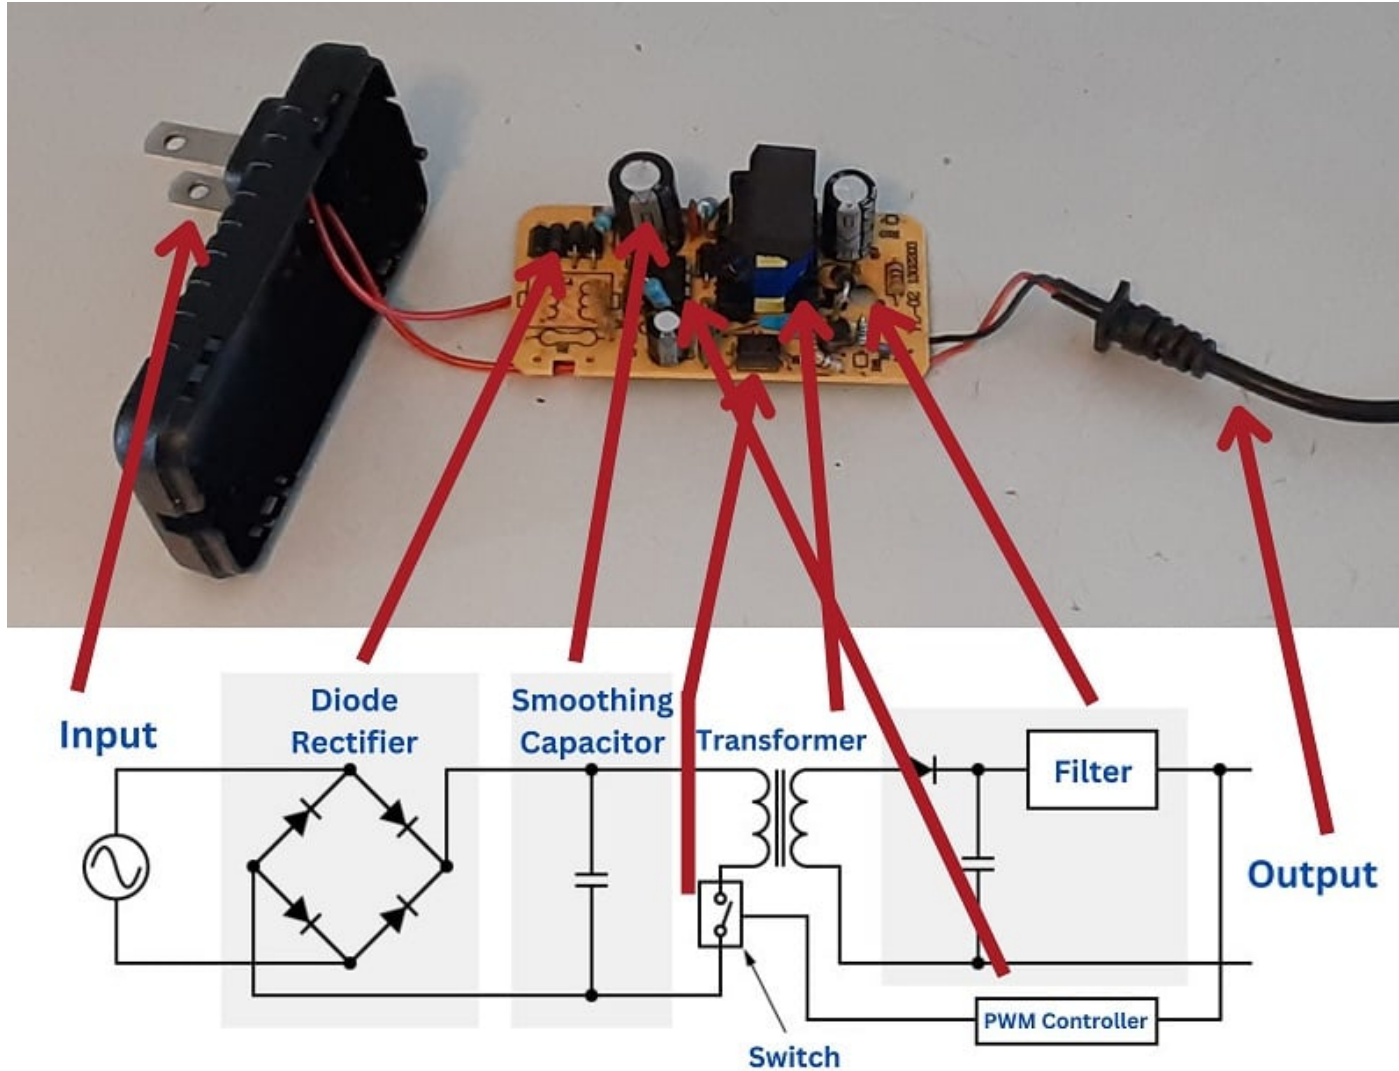 Diode
Rectifier
Smoothing
Capacitor
Input
Transformer
Filter
Output
PWM Controller
Switch